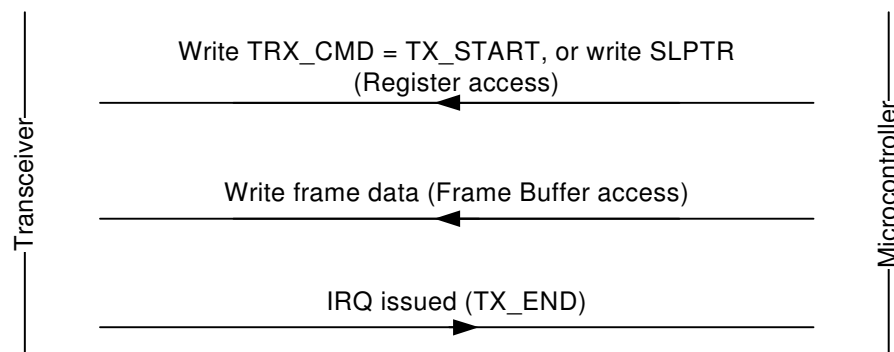 Write TRX_CMD = TX_START, or write SLPTR
(Register access)
Transceiver
Microcontroller
Write frame data (Frame Buffer access)
IRQ issued (TX_END)